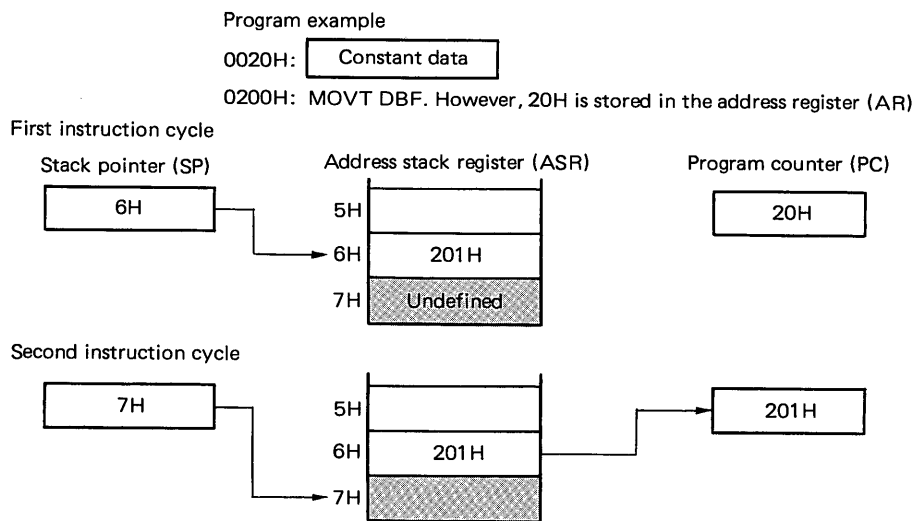 Program example
0020H: Constant data
0200H: MOVT DBF. However, 20H is stored in the address register (AR)
First instruction cycle
Stack pointer (SP) Address stack register (ASR) Program counter (PC)
6H 5H 20H
6H 201H
7H Undefined
Second instruction cycle
7H 5H 201H
6H 201H
7H